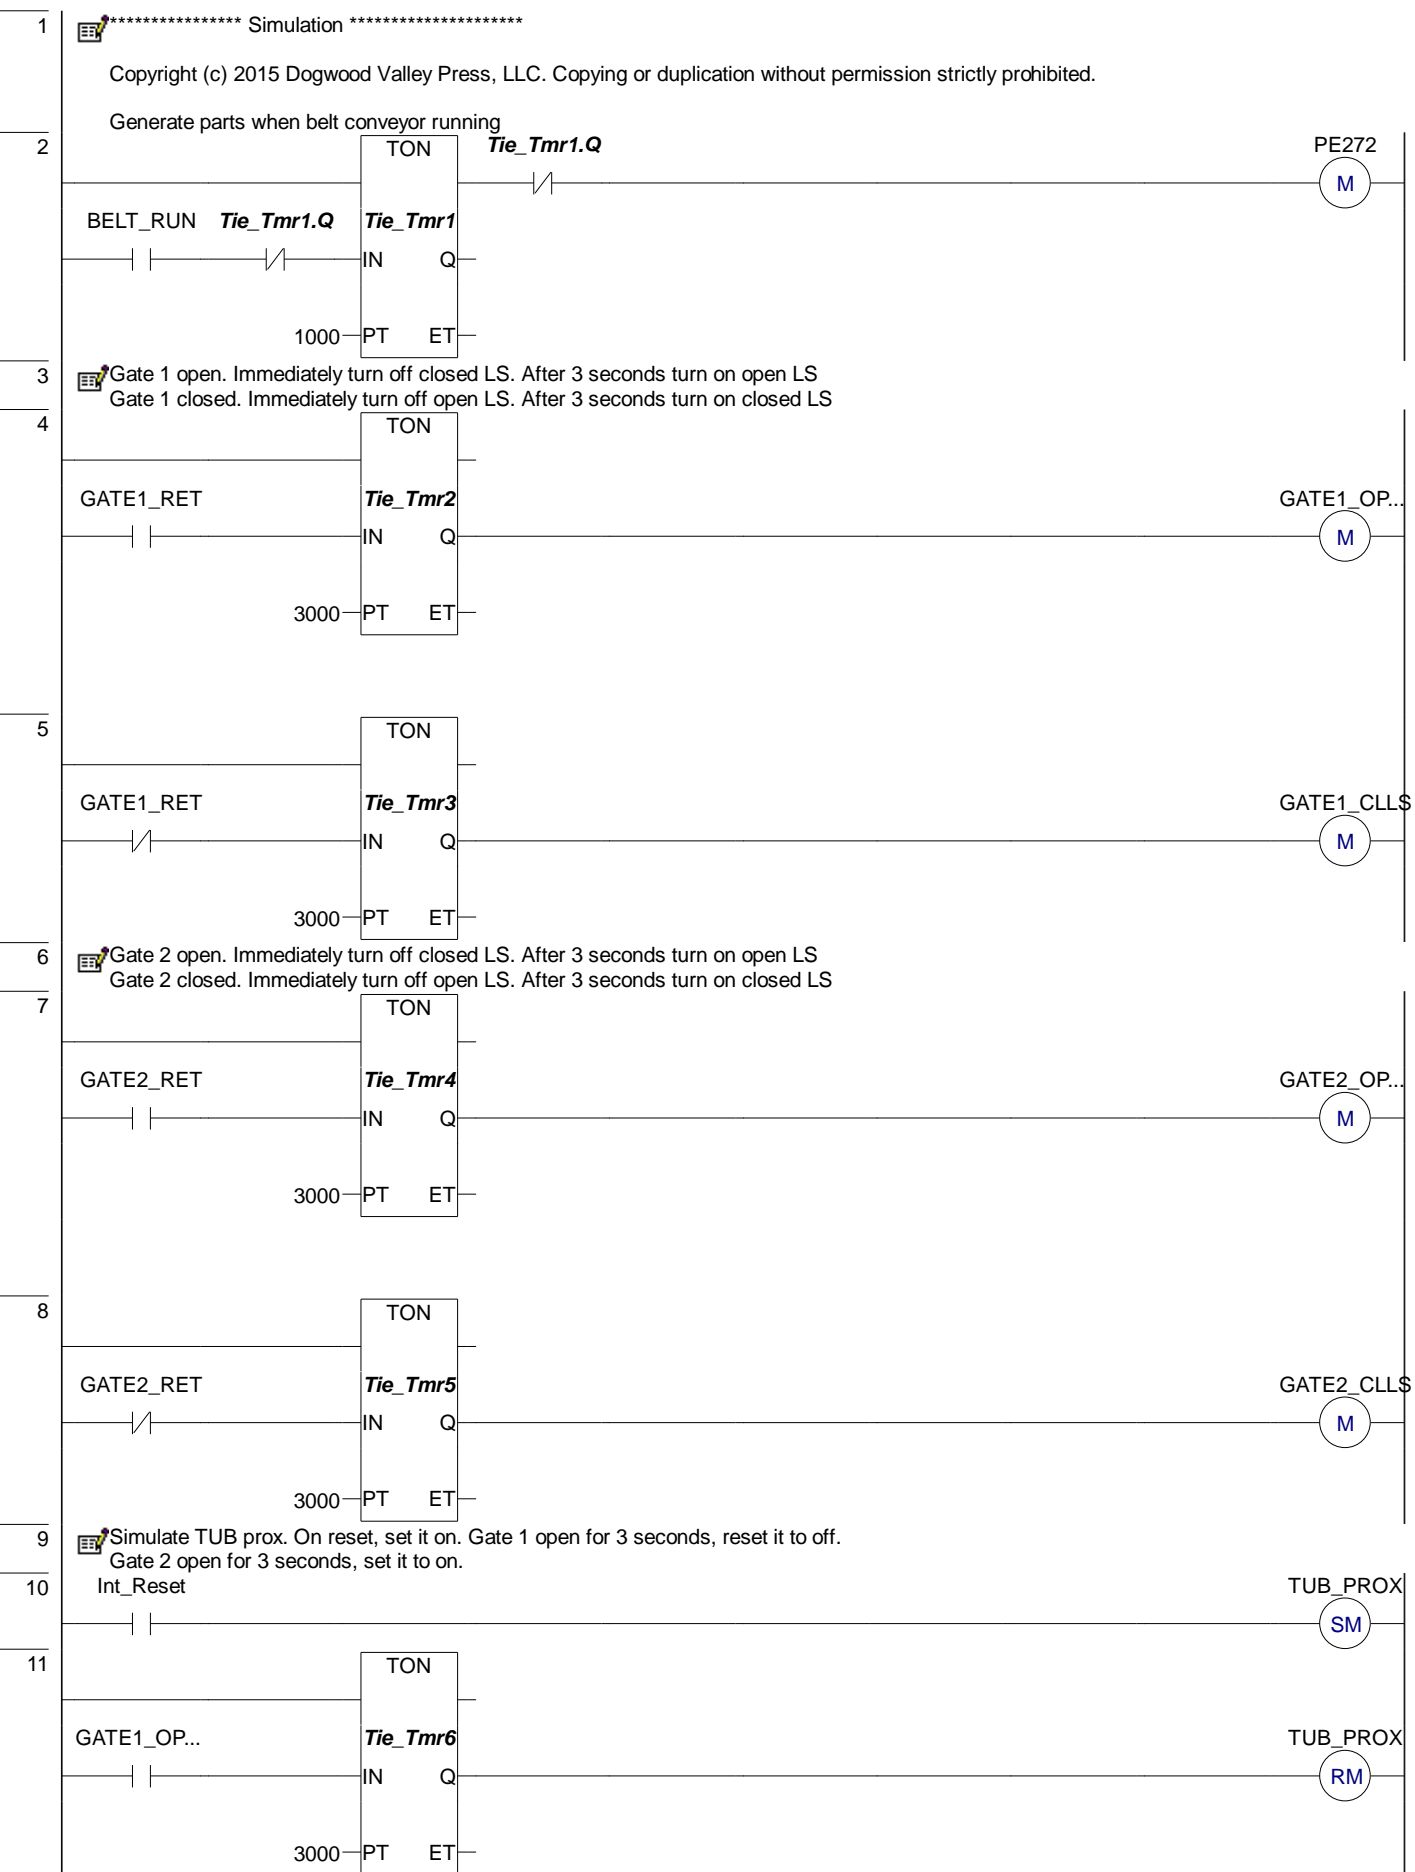 1
**************** Simulation *********************
Copyright (c) 2015 Dogwood Valley Press, LLC. Copying or duplication without permission strictly prohibited.
Generate parts when belt conveyor running
2
TON
Tie_Tmr1.Q
PE272
M
BELT_RUN
Tie_Tmr1.Q
Tie_Tmr1
IN Q
1000
PT ET
3
Gate 1 open. Immediately turn off closed LS. After 3 seconds turn on open LS
Gate 1 closed. Immediately turn off open LS. After 3 seconds turn on closed LS
4
TON
GATE1_RET
Tie_Tmr2
GATE1_OP...
IN Q
M
3000
PT ET
5
TON
GATE1_RET
Tie_Tmr3
GATE1_CLLS
IN Q
M
3000
PT ET
6
Gate 2 open. Immediately turn off closed LS. After 3 seconds turn on open LS
Gate 2 closed. Immediately turn off open LS. After 3 seconds turn on closed LS
7
TON
GATE2_RET
Tie_Tmr4
GATE2_OP...
IN Q
M
3000
PT ET
8
TON
GATE2_RET
Tie_Tmr5
GATE2_CLLS
IN Q
M
3000
PT ET
9
Simulate TUB prox. On reset, set it on. Gate 1 open for 3 seconds, reset it to off.
Gate 2 open for 3 seconds, set it to on.
10
Int_Reset
TUB_PROX
SM
11
TON
GATE1_OP...
Tie_Tmr6
TUB_PROX
IN Q
RM
3000
PT ET